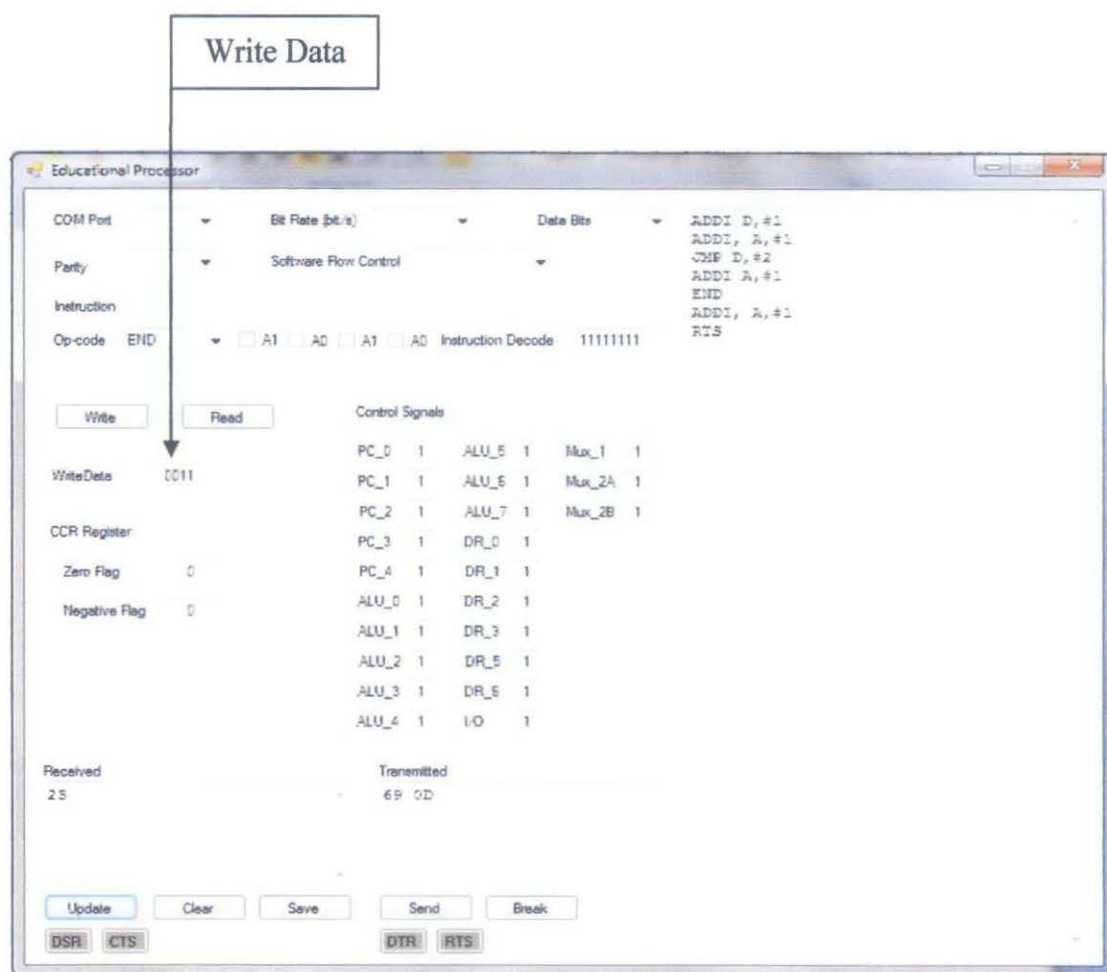 Write Data
Educational Processor
COM Port Bit Rate (bit/s) Data Bits
Parity Software Flow Control
Instruction
Op-code END A1 A0 A1 A0 Instruction Decode 11111111
ADDI D,#1
ADDI, A,#1
JMP D,#2
ADDI A,#1
END
ADDI, A,#1
RTS
Write Read
WriteData 0011
CCR Register
Zero Flag 0
Negative Flag 0
Control Signals
PC_0 1 ALU_5 1 Mux_1 1
PC_1 1 ALU_6 1 Mux_2A 1
PC_2 1 ALU_7 1 Mux_2B 1
PC_3 1 DR_0 1
PC_4 1 DR_1 1
ALU_0 1 DR_2 1
ALU_1 1 DR_3 1
ALU_2 1 DR_5 1
ALU_3 1 DR_6 1
ALU_4 1 I/O 1
Received
Transmitted
69 0D
Update Clear Save Send Break
DSR CTS DTR RTS